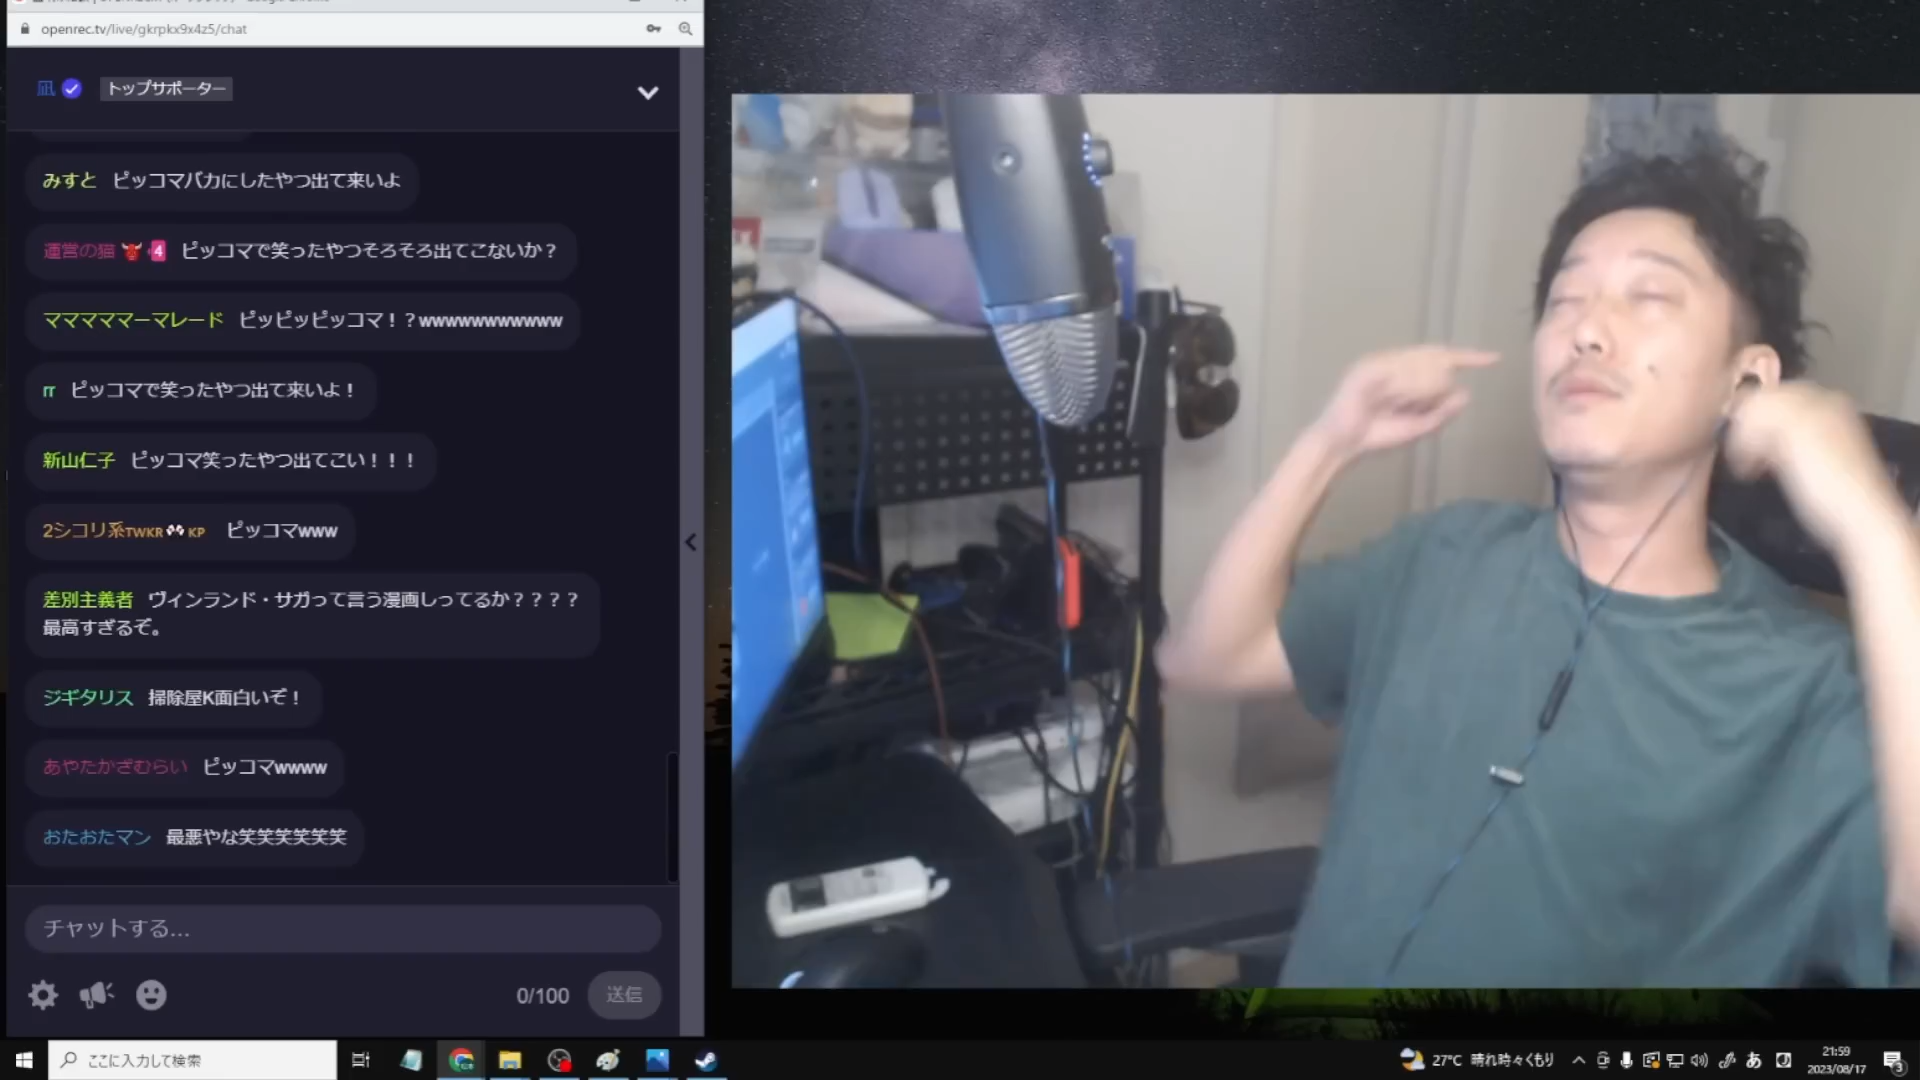 openrec.tv/live/gkrpkx9x4z5/chat
凪 トップサポーター
みすと ピッコマバカにしたやつ出て来いよ
運営の猫 4 ピッコマで笑ったやつそろそろ出てこないか？
ママママママーマレード ピッピッピッコマ！？wwwwwwwwwww
rr ピッコマで笑ったやつ出て来いよ！
新山仁子 ピッコマ笑ったやつ出てこい！！！
2シコリ系TWKR KP ピッコマwww
差別主義者 ヴィンランド・サガって言う漫画しってるか？？？？
最高すぎるぞ。
ジギタリス 掃除屋K面白いぞ！
あやたかざむらい ピッコマwwww
おたおたマン 最悪やな笑笑笑笑笑笑
チャットする...
0/100 送信
ここに入力して検索
27°C 晴れ時々くもり
あ
21:59
2023/08/17
3